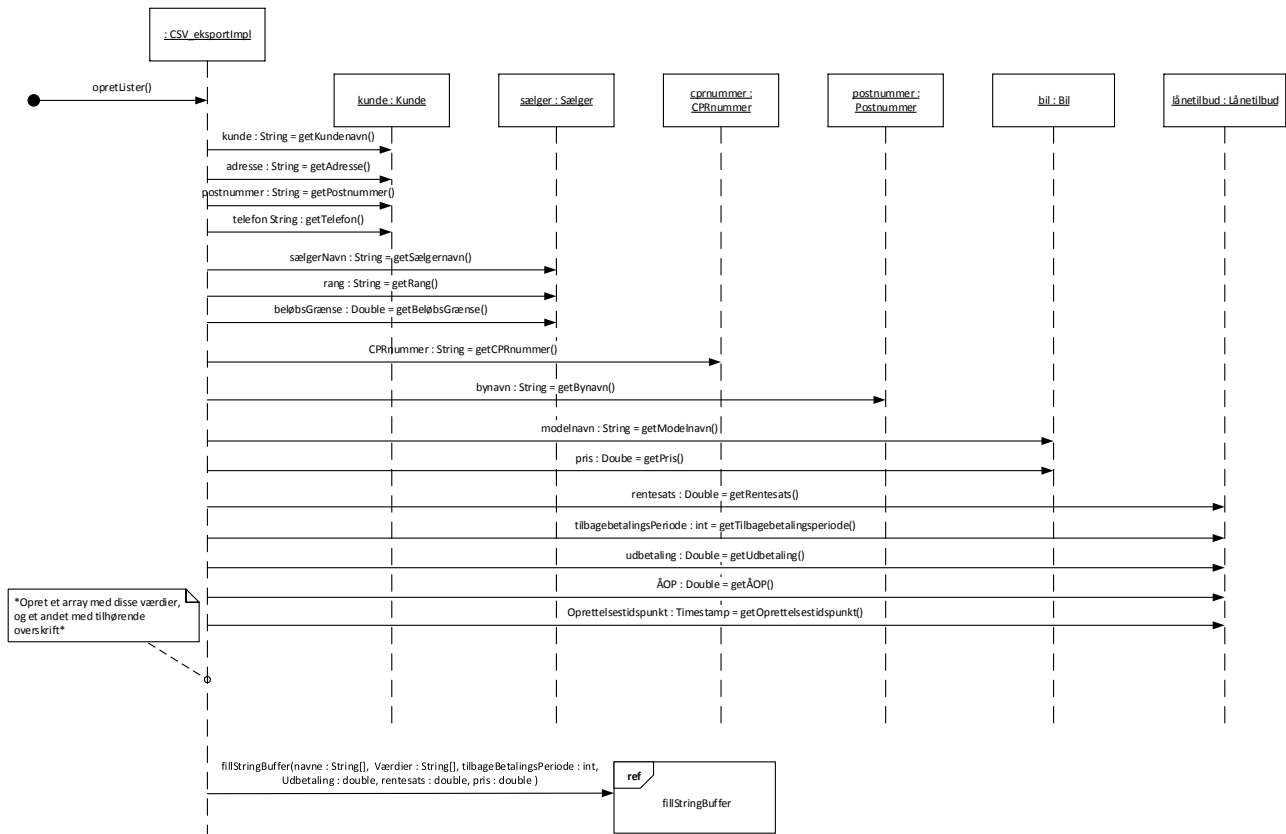 : CSV_eksportImpl
opretLister()
kunde : Kunde
sælger : Sælger
cprnummer :
CPRnummer
postnummer :
Postnummer
bil : Bil
lånetilbud : Lånetilbud
kunde : String = getKundenavn()
adresse : String = getAdresse()
postnummer : String = getPostnummer()
telefon String : getTelefon()
sælgerNavn : String = getSælgernavn()
rang : String = getRang()
beløbsGrænse : Double = getBeløbsGrænse()
CPRnummer : String = getCPRnummer()
bynavn : String = getBynavn()
modelnavn : String = getModelnavn()
pris : Doube = getPris()
rentesats : Double = getRentesats()
tilbagebetalingsPeriode : int = getTilbagebetalingsperiode()
udbetaling : Double = getUdbetaling()
ÅOP : Double = getÅOP()
Oprettelsestidspunkt : Timestamp = getOprettelsestidspunkt()
*Opret et array med disse værdier,
og et andet med tilhørende
overskrift*
fillStringBuffer(navne : String[], Værdier : String[], tilbageBetalingsPeriode : int,
Udbetaling : double, rentesats : double, pris : double )
ref
fillStringBuffer